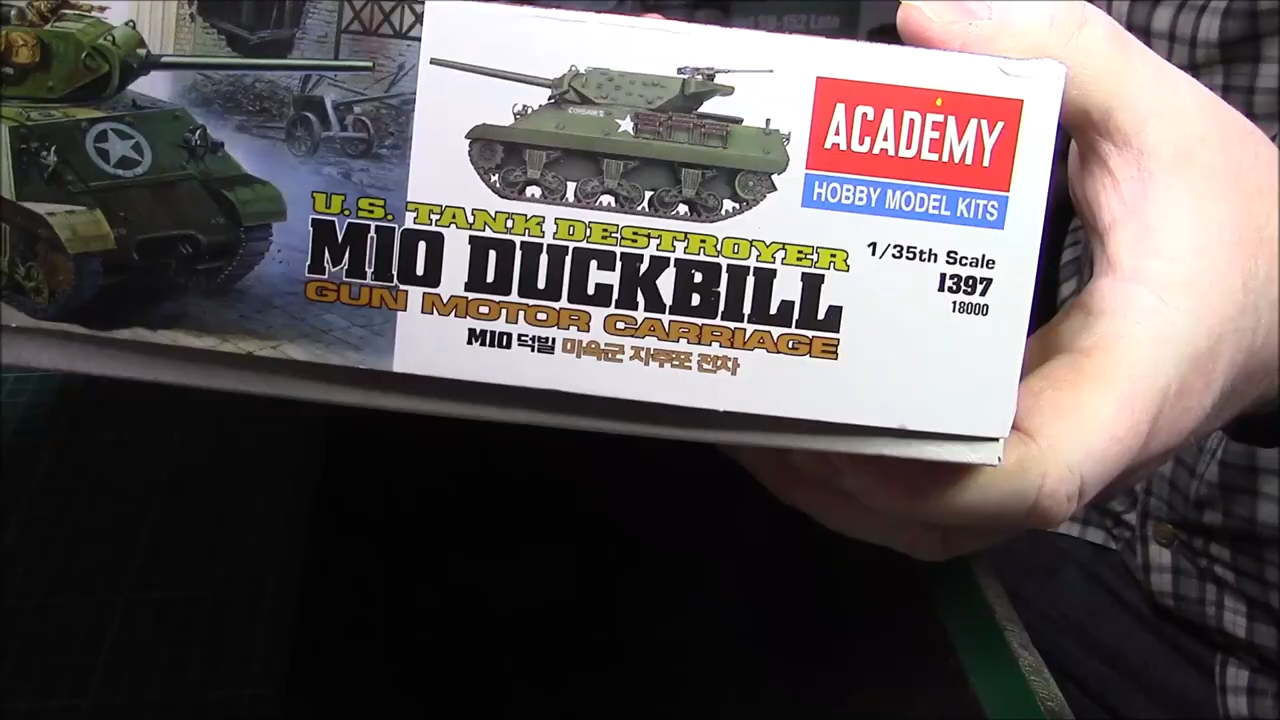 ACADEMY
HOBBY MODEL KITS
U.S. TANK DESTROYER
M10 DUCKBILL
GUN MOTOR CARRIAGE
M10 덕빌 미육군 자주포 전차
1/35th Scale
1397
18000